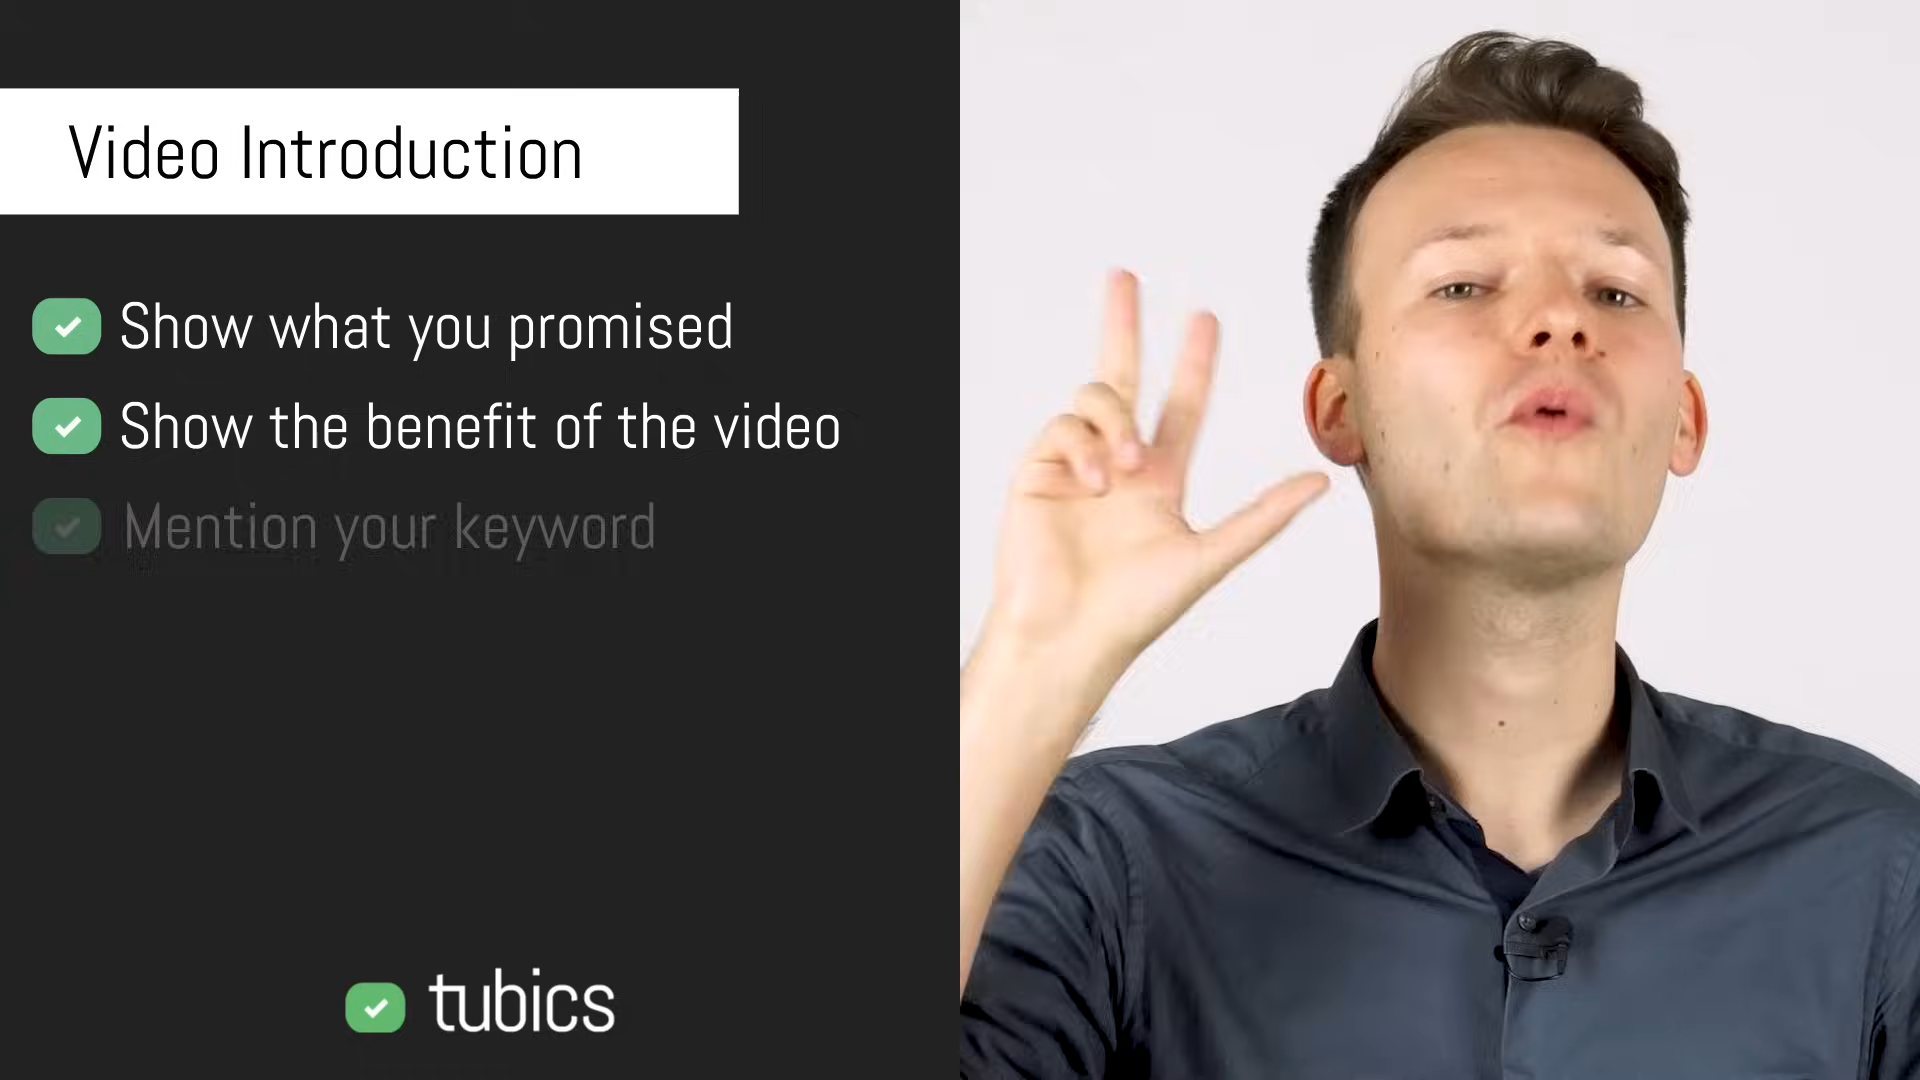 Video Introduction
Show what you promised
Show the benefit of the video
Mention your keyword
tubics